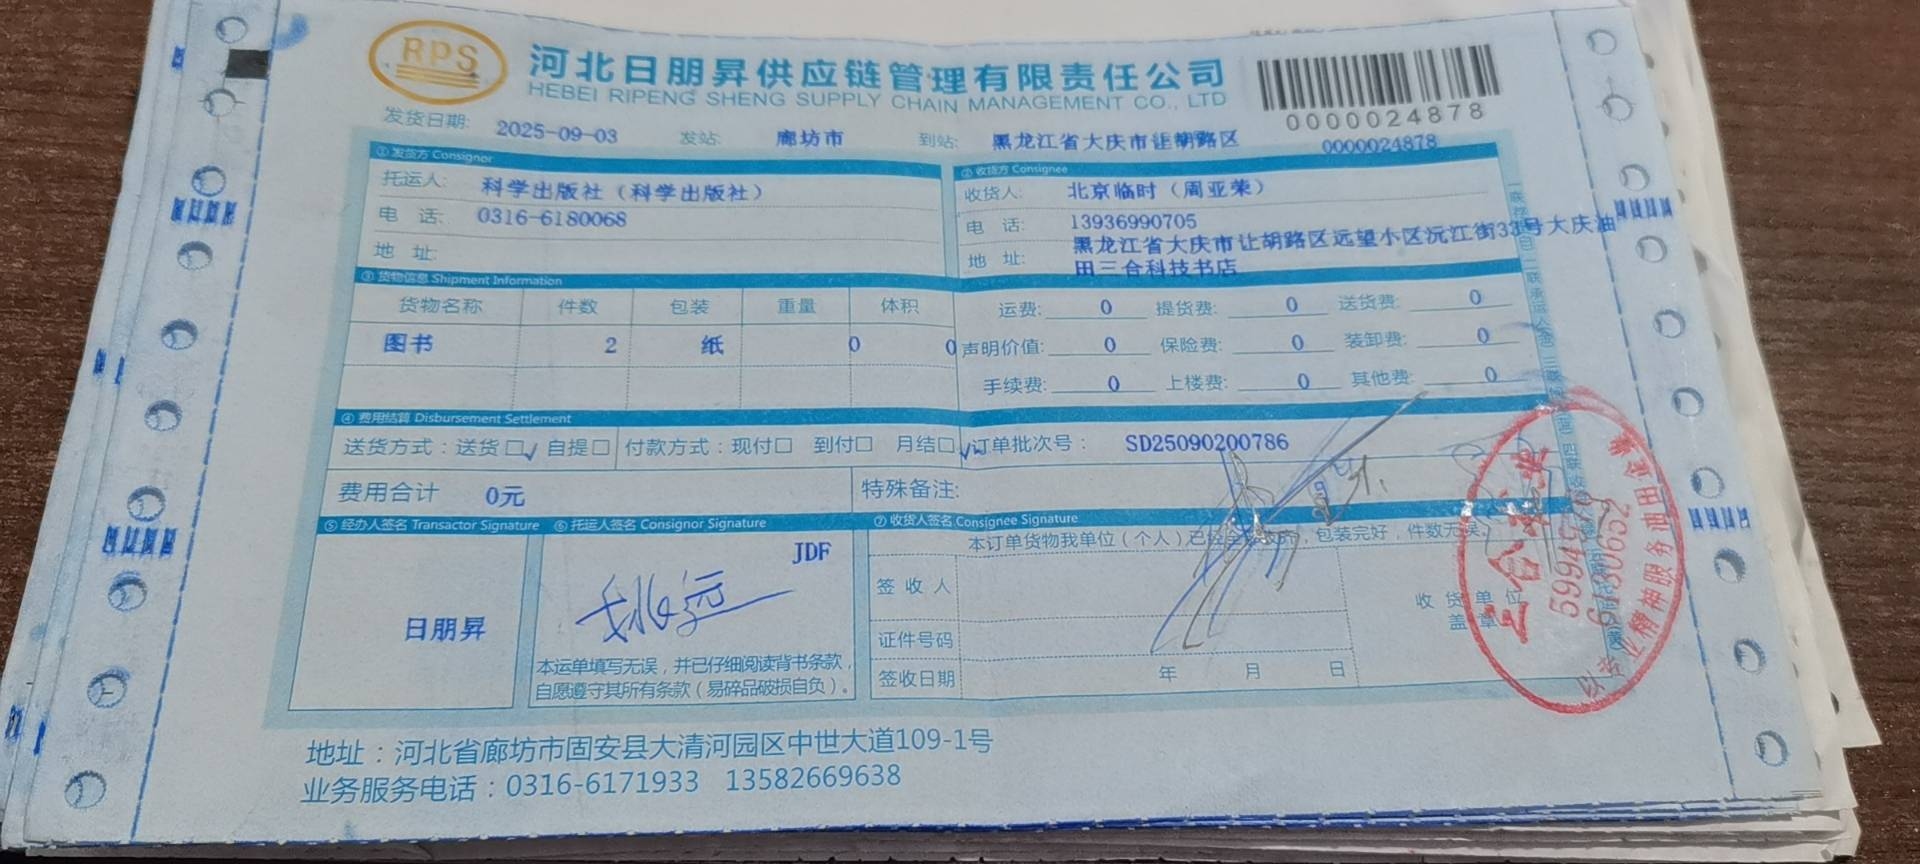 RPS
河北日朋昇供应链管理有限责任公司
HEBEI RIPENG SHENG SUPPLY CHAIN MANAGEMENT CO., LTD
0000024878
发货日期: 2025-09-03 发站: 廊坊市 到站: 黑龙江省大庆市让胡路区 0000024878
① 发货方 Consignor
② 收货方 Consignee
托运人: 科学出版社（科学出版社）
收货人: 北京临时（周亚荣）
电 话: 0316-6180068
电 话: 13936990705
地 址:
地 址: 黑龙江省大庆市让胡路区远望小区沅江街33号大庆油
田三合科技书店
③ 货物信息 Shipment Information
货物名称 件数 包装 重量 体积
运费: 0 提货费: 0 送货费: 0
图书 2 纸 0 0
声明价值: 0 保险费: 0 装卸费: 0
手续费: 0 上楼费: 0 其他费: 0
④ 费用结算 Disbursement Settlement
送货方式：送货□√ 自提□ 付款方式：现付□ 到付□ 月结□√ 订单批次号： SD25090200786
费用合计 0元 特殊备注:
⑤ 经办人签名 Transactor Signature ⑥ 托运人签名 Consignor Signature ⑦ 收货人签名 Consignee Signature
本订单货物我单位（个人）已经，包装完好，件数无误。
日朋昇
JDF
签 收 人
收 货 单 位
盖 章
证件号码
签收日期 年 月 日
本运单填写无误，并已仔细阅读背书条款，
自愿遵守其所有条款（易碎品破损自负）。
三合
地址：河北省廊坊市固安县大清河园区中世大道109-1号
业务服务电话：0316-6171933 13582669638